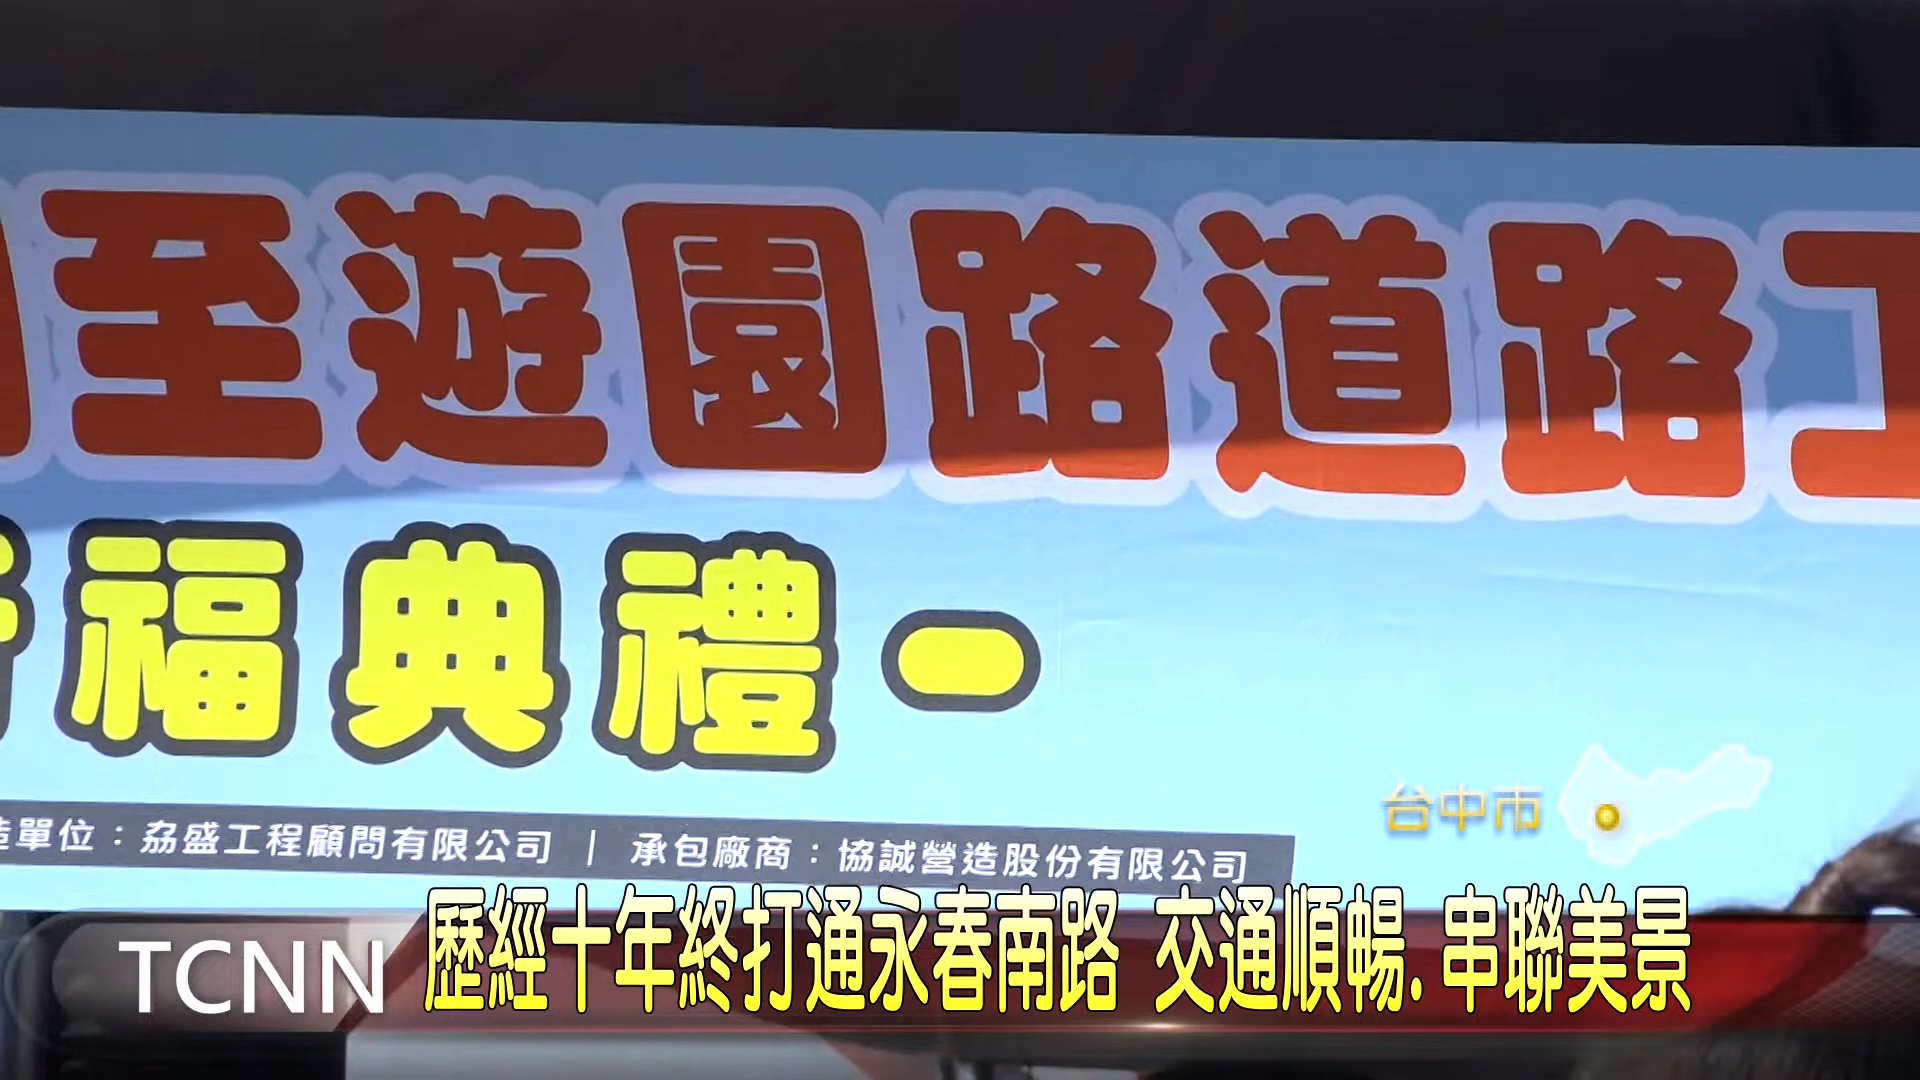 至遊園路道路工
福典禮-
造單位：劦盛工程顧問有限公司 | 承包廠商：協誠營造股份有限公司
台中市
TCNN 歷經十年終打通永春南路 交通順暢.串聯美景